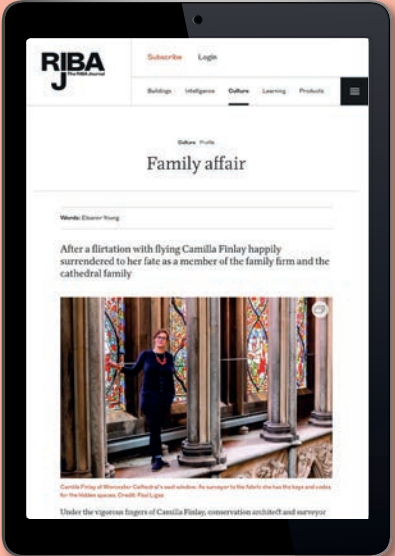 RIBA
J The RIBA Journal
Subscribe Login
Buildings Intelligence Culture Learning Products
Culture Profile
Family affair
Words: Eleanor Young
After a flirtation with flying Camilla Finlay happily
surrendered to her fate as a member of the family firm and the
cathedral family
Camilla Finlay at Worcester Cathedral's east window. As surveyor to the fabric she has the keys and codes
for the hidden spaces. Credit: Paul Ligas
Under the vigorous fingers of Camilla Finlay, conservation architect and surveyor